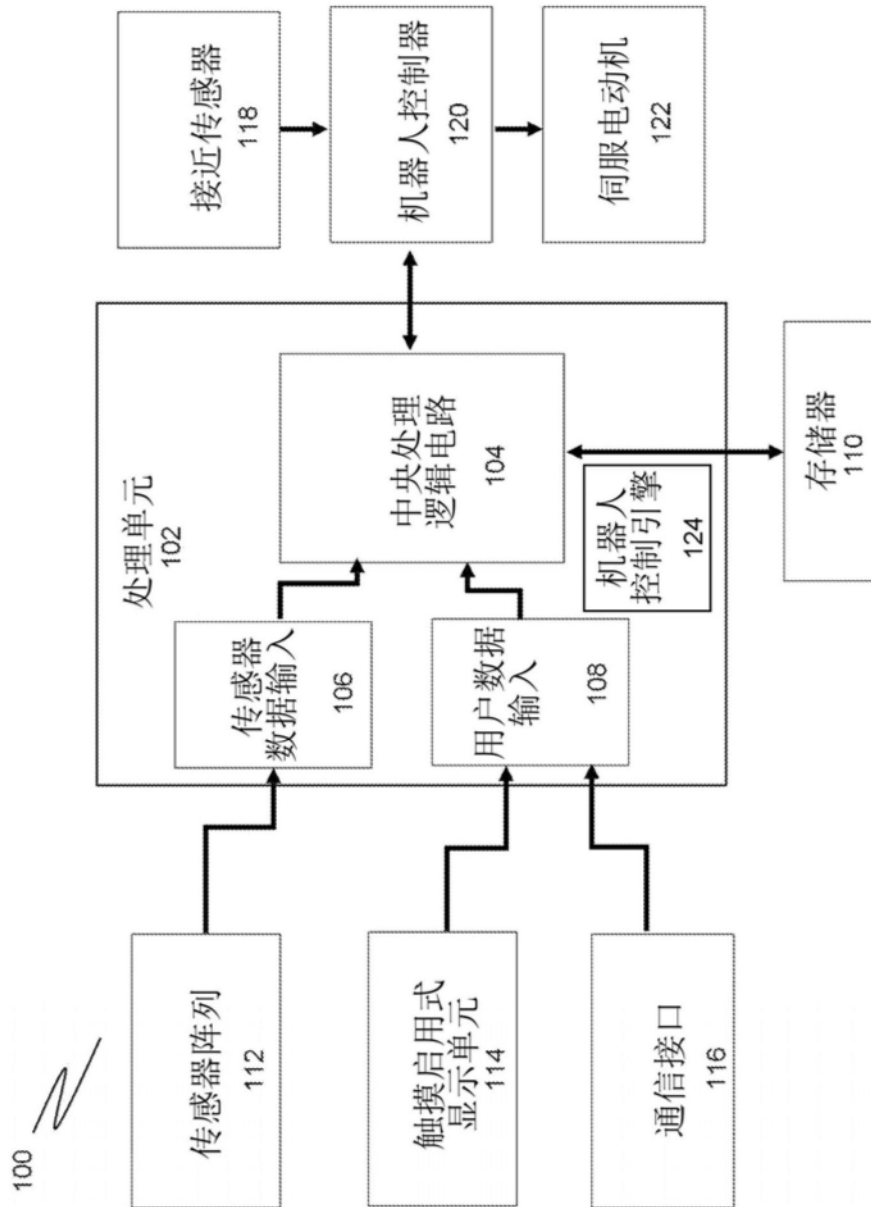 100
传感器阵列
112
触摸启用式
显示单元
114
通信接口
116
处理单元
102
传感器
数据输入
106
用户数据
输入
108
中央处理
逻辑电路
104
机器人
控制引擎
124
存储器
110
接近传感器
118
机器人控制器
120
伺服电动机
122